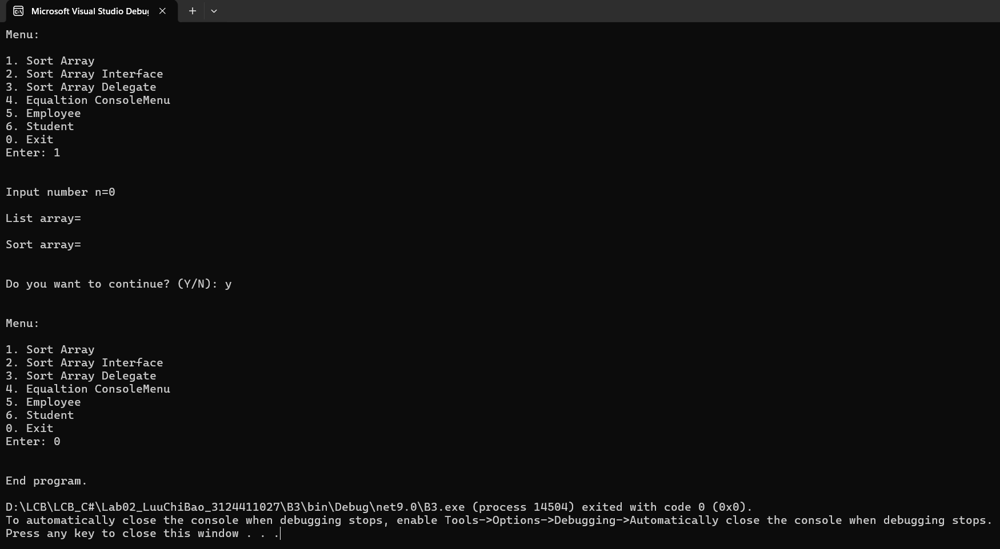 Microsoft Visual Studio Debug
Menu:
1. Sort Array
2. Sort Array Interface
3. Sort Array Delegate
4. Equaltion ConsoleMenu
5. Employee
6. Student
0. Exit
Enter: 1
Input number n=0
List array=
Sort array=
Do you want to continue? (Y/N): y
Menu:
1. Sort Array
2. Sort Array Interface
3. Sort Array Delegate
4. Equaltion ConsoleMenu
5. Employee
6. Student
0. Exit
Enter: 0
End program.
D:\LCB\LCB_C#\Lab02_LuuChiBao_3124411027\B3\bin\Debug\net9.0\B3.exe (process 14504) exited with code 0 (0x0).
To automatically close the console when debugging stops, enable Tools->Options->Debugging->Automatically close the console when debugging stops.
Press any key to close this window . . .